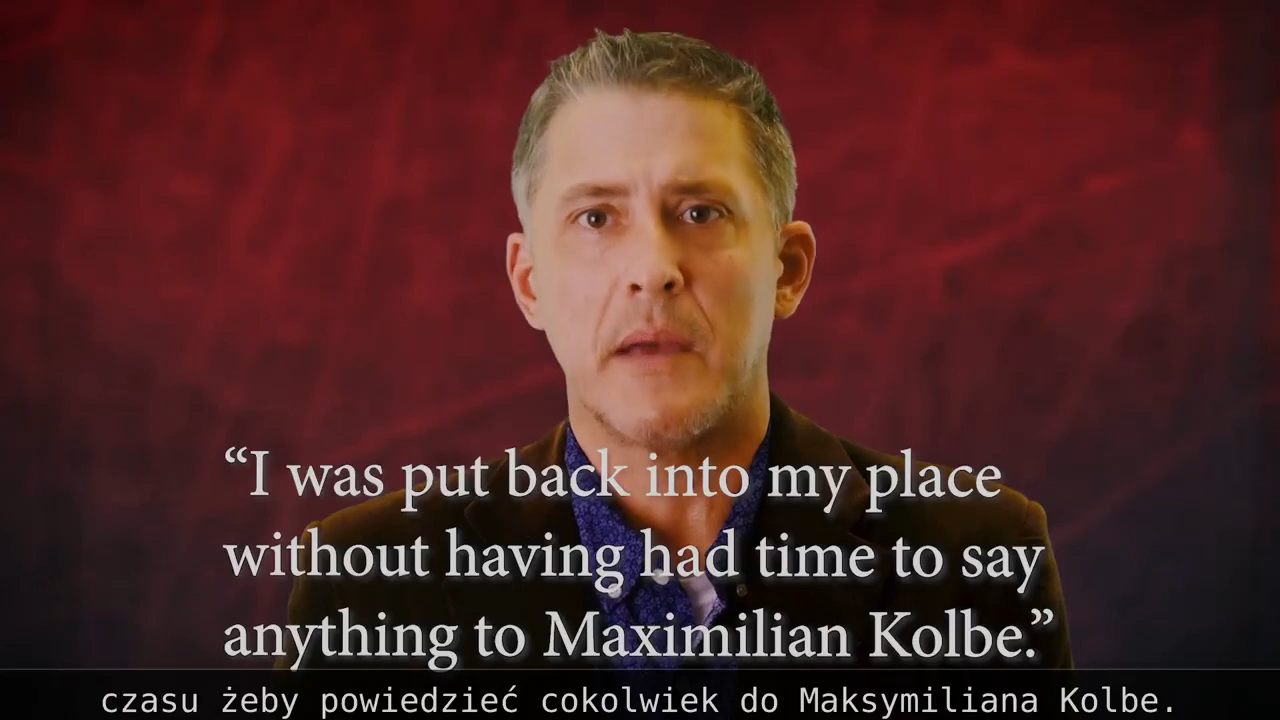 “I was put back into my place
without having had time to say
anything to Maximilian Kolbe.”
czasu żeby powiedzieć cokolwiek do Maksymiliana Kolbe.